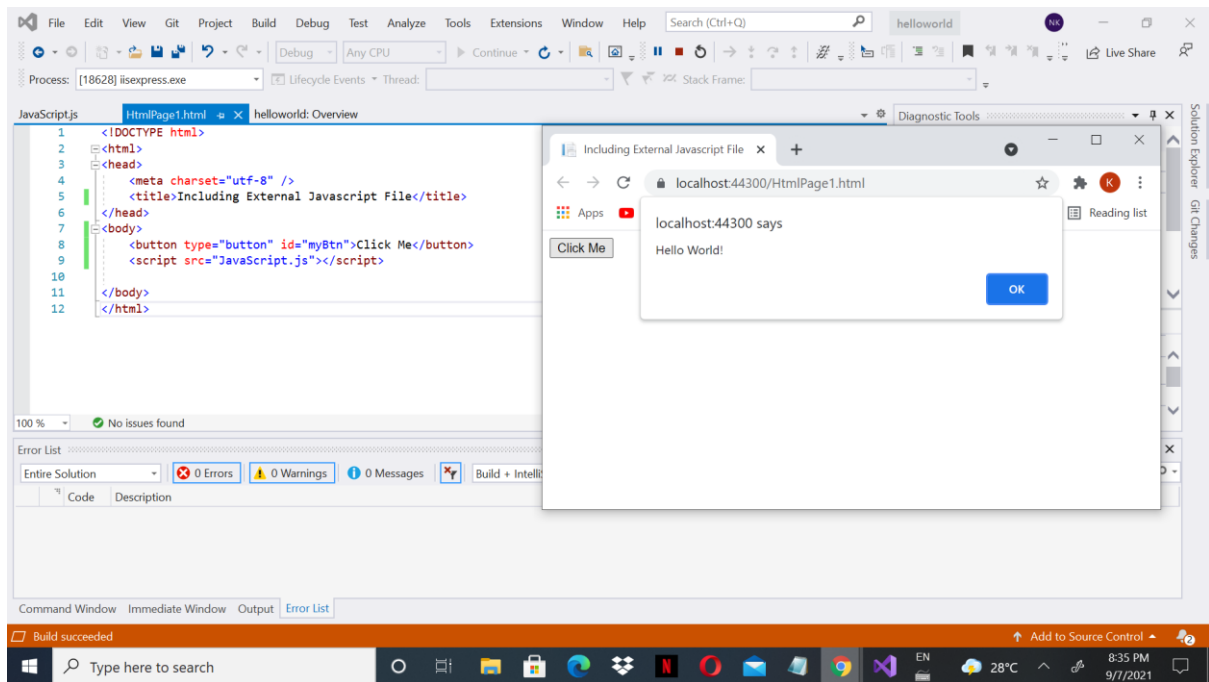 File Edit View Git Project Build Debug Test Analyze Tools Extensions Window Help Search (Ctrl+Q) helloworld NK
Debug Any CPU Continue Live Share
Process: [18628] iisexpress.exe Lifecycle Events Thread: Stack Frame:
JavaScript.js HtmlPage1.html helloworld: Overview Diagnostic Tools
Solution Explorer
Git Changes
1 <!DOCTYPE html>
2 <html>
3 <head>
4 <meta charset="utf-8" />
5 <title>Including External Javascript File</title>
6 </head>
7 <body>
8 <button type="button" id="myBtn">Click Me</button>
9 <script src="JavaScript.js"></script>
10
11 </body>
12 </html>
Including External Javascript File
localhost:44300/HtmlPage1.html K
Apps Reading list
Click Me
localhost:44300 says
Hello World!
OK
100 % No issues found
Error List
Entire Solution 0 Errors 0 Warnings 0 Messages Build +
Code Description
Command Window Immediate Window Output Error List
Build succeeded Add to Source Control 2
Type here to search N EN 28°C 8:35 PM
9/7/2021